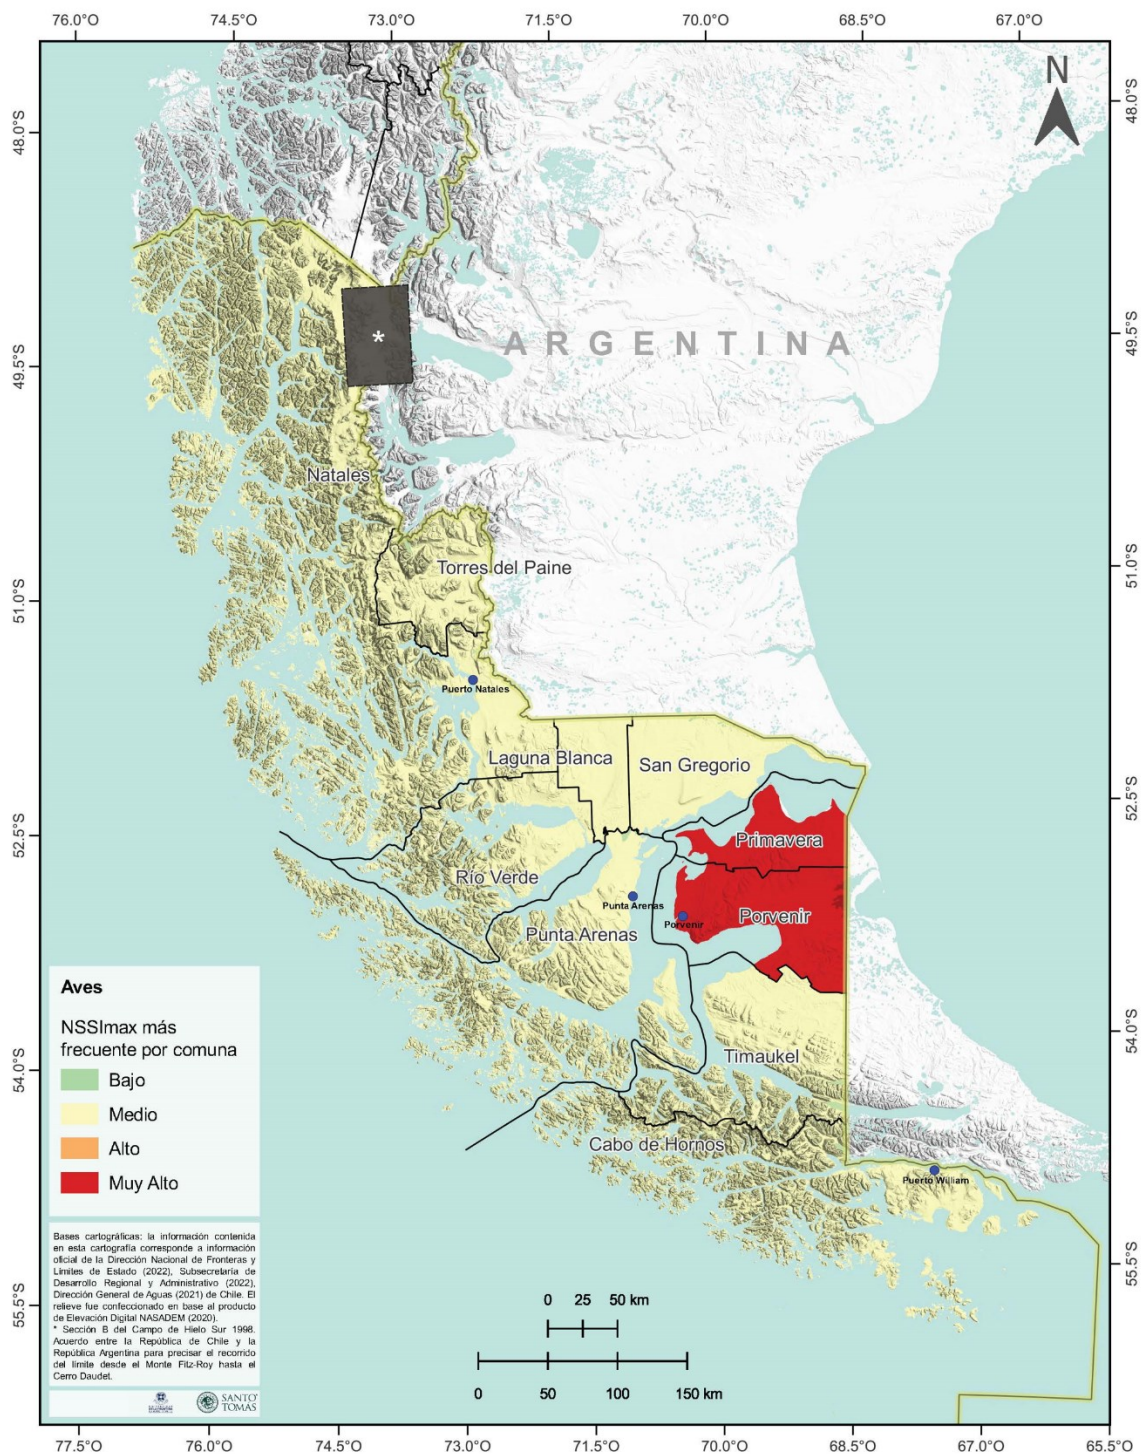 76.0°O 74.5°O 73.0°O 71.5°O 70.0°O 68.5°O 67.0°O
N
48.0°S
48.0°S
*
ARGENTINA
49.5°S
49.5°S
Natales
Torres del Paine
51.0°S
51.0°S
Puerto Natales
Laguna Blanca
San Gregorio
52.5°S
52.5°S
Primavera
Río Verde
Punta Arenas
Porvenir
Porvenir
Punta Arenas
54.0°S
54.0°S
Timaukel
Cabo de Hornos
Puerto William
55.5°S
55.5°S
Aves
NSSImax más
frecuente por comuna
Bajo
Medio
Alto
Muy Alto
Bases cartográficas: la información contenida
en esta cartografía corresponde a información
oficial de la Dirección Nacional de Fronteras y
Límites de Estado (2022), Subsecretaría de
Desarrollo Regional y Administrativo (2022),
Dirección General de Aguas (2021) de Chile. El
relieve fue confeccionado en base al producto
de Elevación Digital NASADEM (2020).
* Sección B del Campo de Hielo Sur 1998.
Acuerdo entre la República de Chile y la
República Argentina para precisar el recorrido
del límite desde el Monte Fitz-Roy hasta el
Cerro Daudet.
SANTO
TOMAS
0 25 50 km
0 50 100 150 km
77.5°O 76.0°O 74.5°O 73.0°O 71.5°O 70.0°O 68.5°O 67.0°O 65.5°O